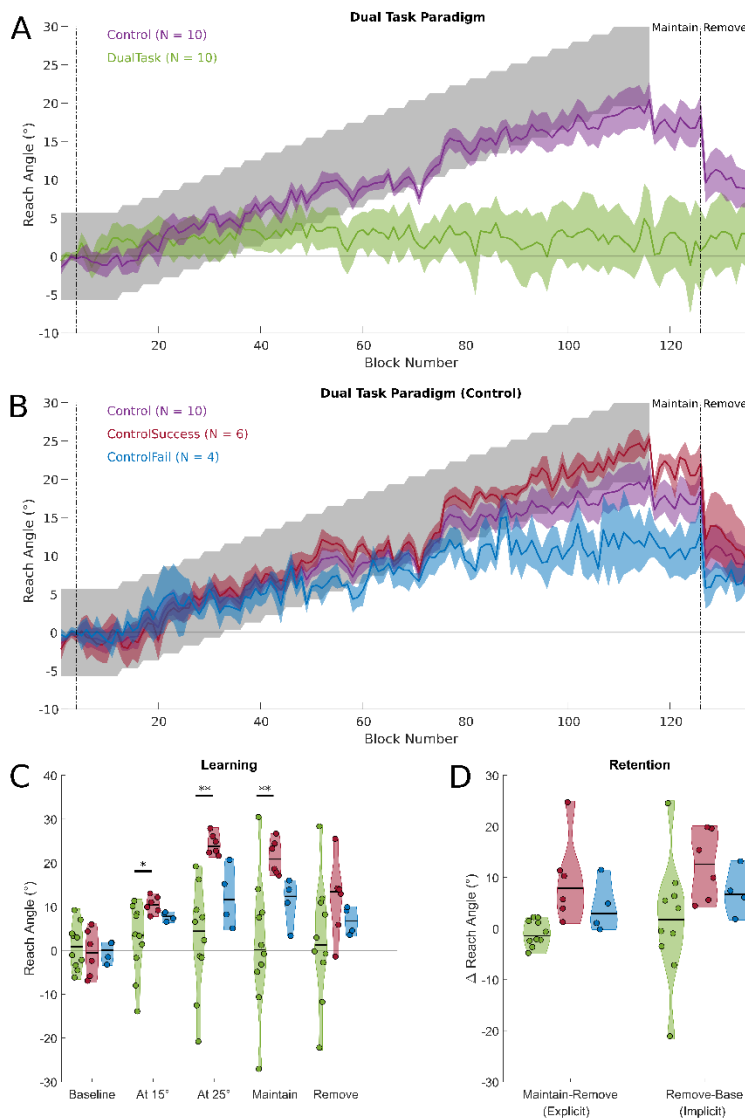 A
Dual Task Paradigm
Control (N = 10)
DualTask (N = 10)
Maintain Remove
30
25
20
15
10
5
0
5
-10
Reach Angle (°)
20 40 60 80 100 120
Block Number
B
Dual Task Paradigm (Control)
Control (N = 10)
ControlSuccess (N = 6)
ControlFail (N = 4)
Maintain Remove
30
25
20
15
10
5
0
-5
-10
Reach Angle (°)
20 40 60 80 100 120
Block Number
C
Learning
40
30
20
10
0
-10
-20
-30
Reach Angle (°)
* ** **
Baseline At 15° At 25° Maintain Remove
D
Retention
30
20
10
0
-10
-20
-30
Δ Reach Angle (°)
Maintain-Remove Remove-Base
(Explicit) (Implicit)